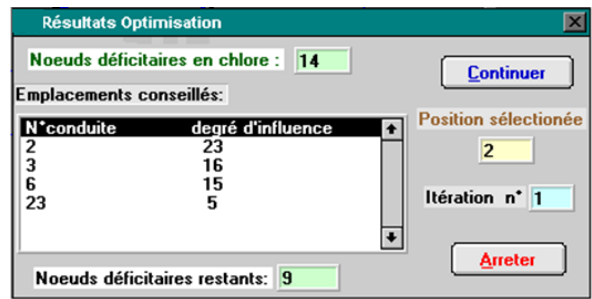 Résultats Optimisation
Noeuds déficitaires en chlore : 14
Continuer
Emplacements conseillés:
N°conduite degré d'influence
2 23
3 16
6 15
23 5
Position sélectionée
2
Itération n° 1
Arreter
Noeuds déficitaires restants: 9